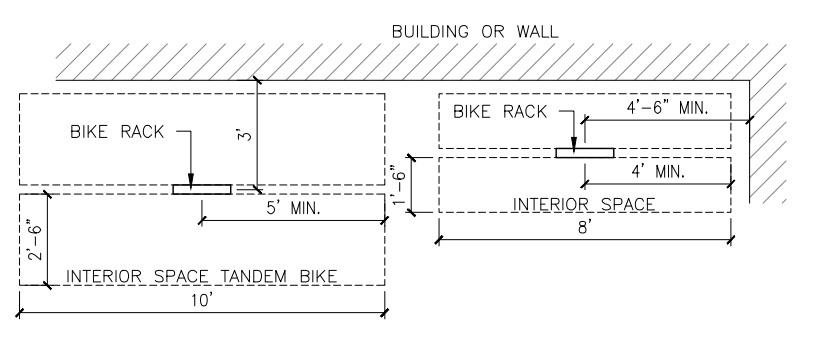 BUILDING OR WALL
BIKE RACK
3'
BIKE RACK
4'-6" MIN.
5' MIN.
1'-6"
4' MIN.
2'-6"
INTERIOR SPACE
8'
INTERIOR SPACE TANDEM BIKE
10'